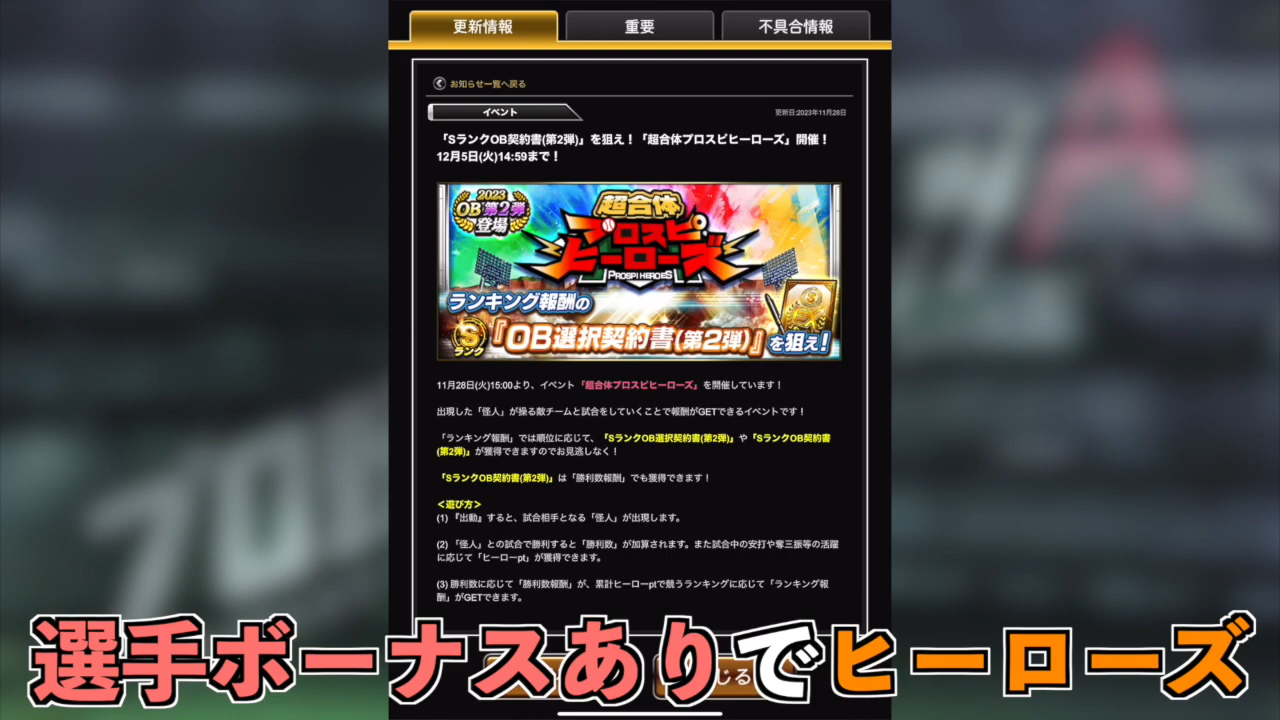 更新情報
重要
不具合情報
お知らせ一覧へ戻る
イベント
更新日:2023年11月28日
「SランクOB契約書(第2弾)」を狙え！「超合体プロスピヒーローズ」開催！
12月5日(火)14:59まで！
2023
OB第2弾
登場
超合体
プロスピ
ヒーローズ
PROSPI HEROES
ランキング報酬の
S
ランク
『OB選択契約書(第2弾)』を狙え！
11月28日(火)15:00より、イベント「超合体プロスピヒーローズ」を開催しています！
出現した「怪人」が操る敵チームと試合をしていくことで報酬がGETできるイベントです！
「ランキング報酬」では順位に応じて、「SランクOB選択契約書(第2弾)」や「SランクOB契約書
(第2弾)」が獲得できますのでお見逃しなく！
「SランクOB契約書(第2弾)」は「勝利数報酬」でも獲得できます！
＜遊び方＞
(1) 『出動』すると、試合相手となる「怪人」が出現します。
(2) 「怪人」との試合で勝利すると「勝利数」が加算されます。また試合中の安打や奪三振等の活躍
に応じて「ヒーローpt」が獲得できます。
(3) 勝利数に応じて「勝利数報酬」が、累計ヒーローptで競うランキングに応じて「ランキング報
酬」がGETできます。
選手ボーナスありでヒーローズ
じる